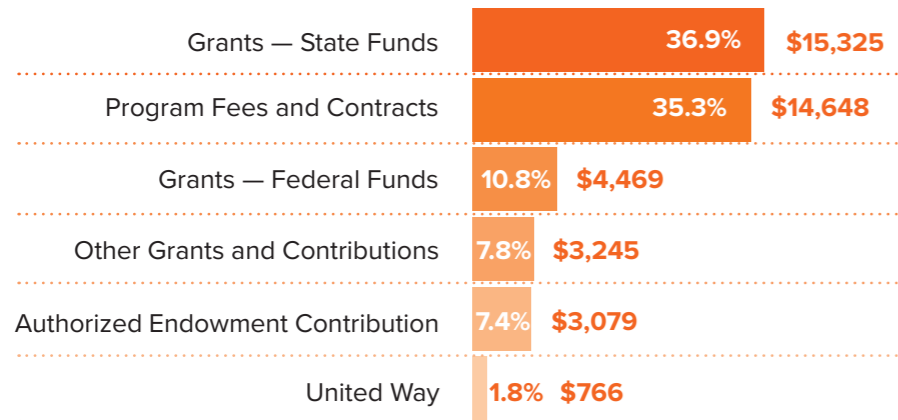 Grants — State Funds 36.9% $15,325
Program Fees and Contracts 35.3% $14,648
Grants — Federal Funds 10.8% $4,469
Other Grants and Contributions 7.8% $3,245
Authorized Endowment Contribution 7.4% $3,079
United Way 1.8% $766